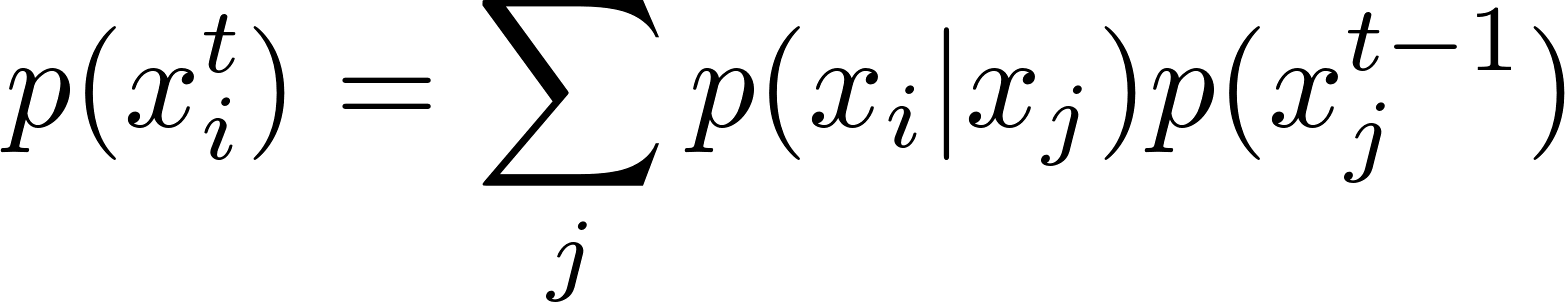 p(x_i^t) = \sum_j p(x_i|x_j)p(x_j^{t-1})